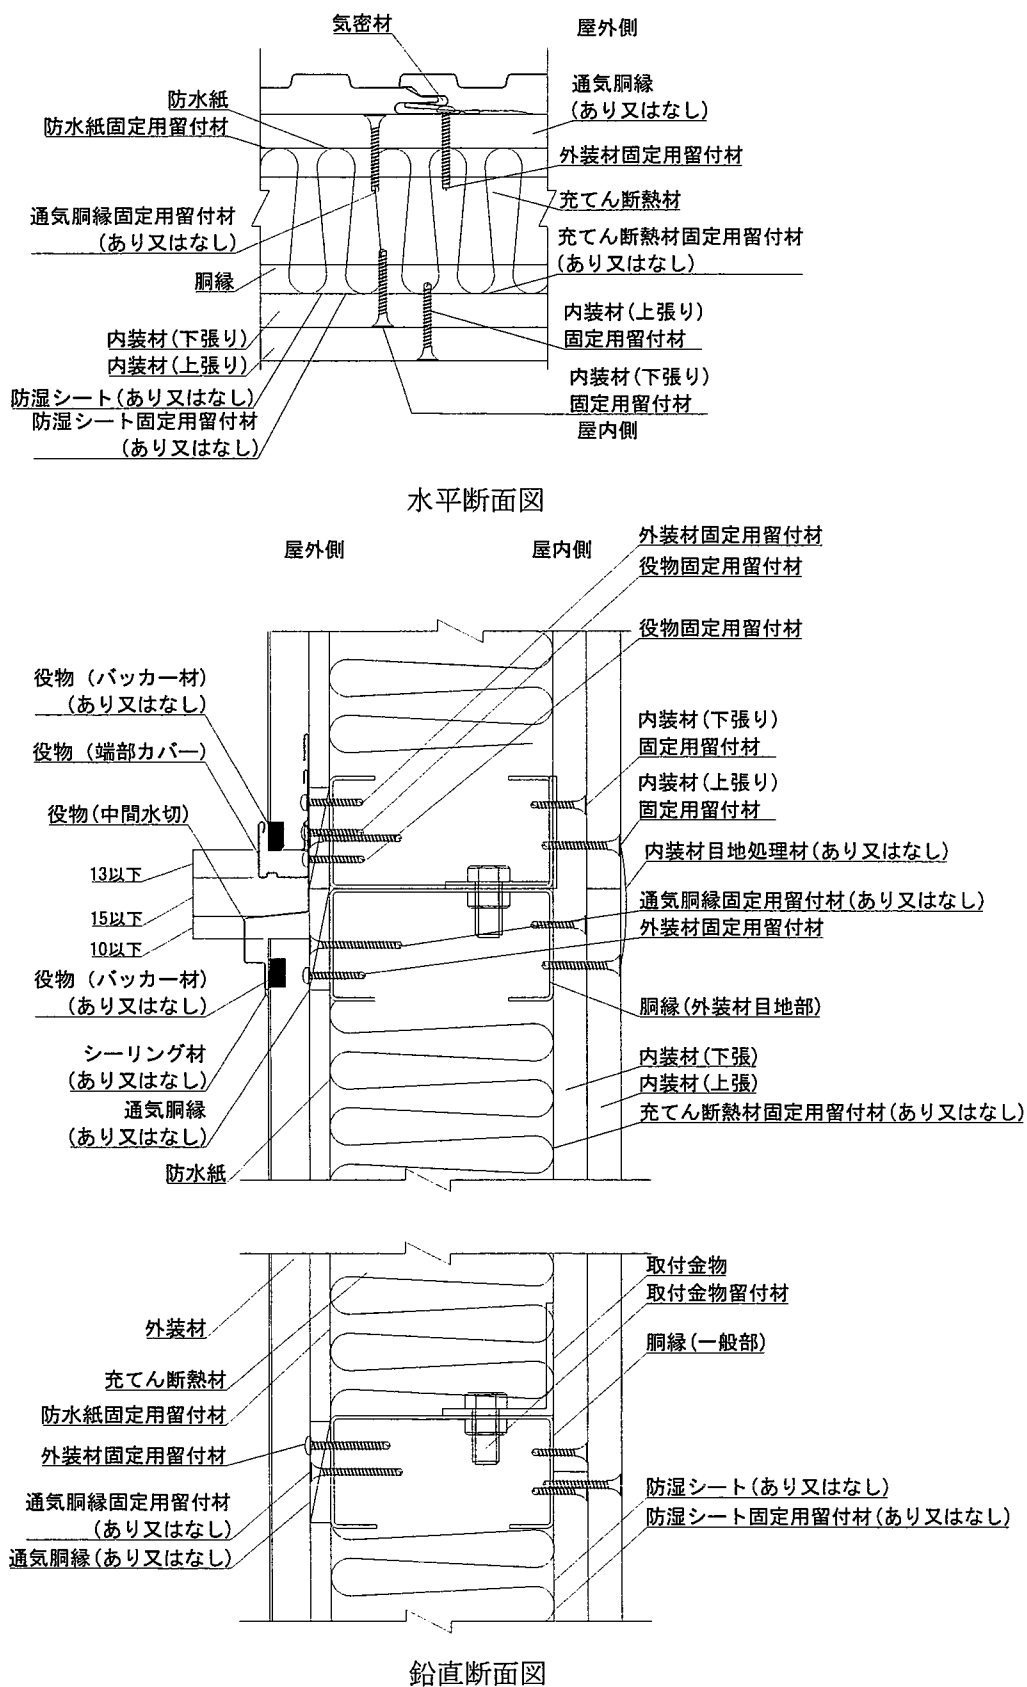 気密材
屋外側
通気胴縁
(あり又はなし)
防水紙
防水紙固定用留付材
外装材固定用留付材
充てん断熱材
通気胴縁固定用留付材
(あり又はなし)
充てん断熱材固定用留付材
(あり又はなし)
胴縁
内装材(上張り)
固定用留付材
内装材(下張り)
内装材(上張り)
内装材(下張り)
固定用留付材
防湿シート(あり又はなし)
防湿シート固定用留付材
(あり又はなし)
屋内側
水平断面図
屋外側
屋内側
外装材固定用留付材
役物固定用留付材
役物固定用留付材
役物(バッカー材)
(あり又はなし)
内装材(下張り)
固定用留付材
役物(端部カバー)
内装材(上張り)
固定用留付材
役物(中間水切)
内装材目地処理材(あり又はなし)
13以下
通気胴縁固定用留付材(あり又はなし)
15以下
外装材固定用留付材
10以下
役物(バッカー材)
(あり又はなし)
胴縁(外装材目地部)
シーリング材
(あり又はなし)
内装材(下張)
内装材(上張)
通気胴縁
(あり又はなし)
充てん断熱材固定用留付材(あり又はなし)
防水紙
取付金物
取付金物留付材
外装材
胴縁(一般部)
充てん断熱材
防水紙固定用留付材
外装材固定用留付材
防湿シート(あり又はなし)
通気胴縁固定用留付材
(あり又はなし)
防湿シート固定用留付材(あり又はなし)
通気胴縁(あり又はなし)
鉛直断面図